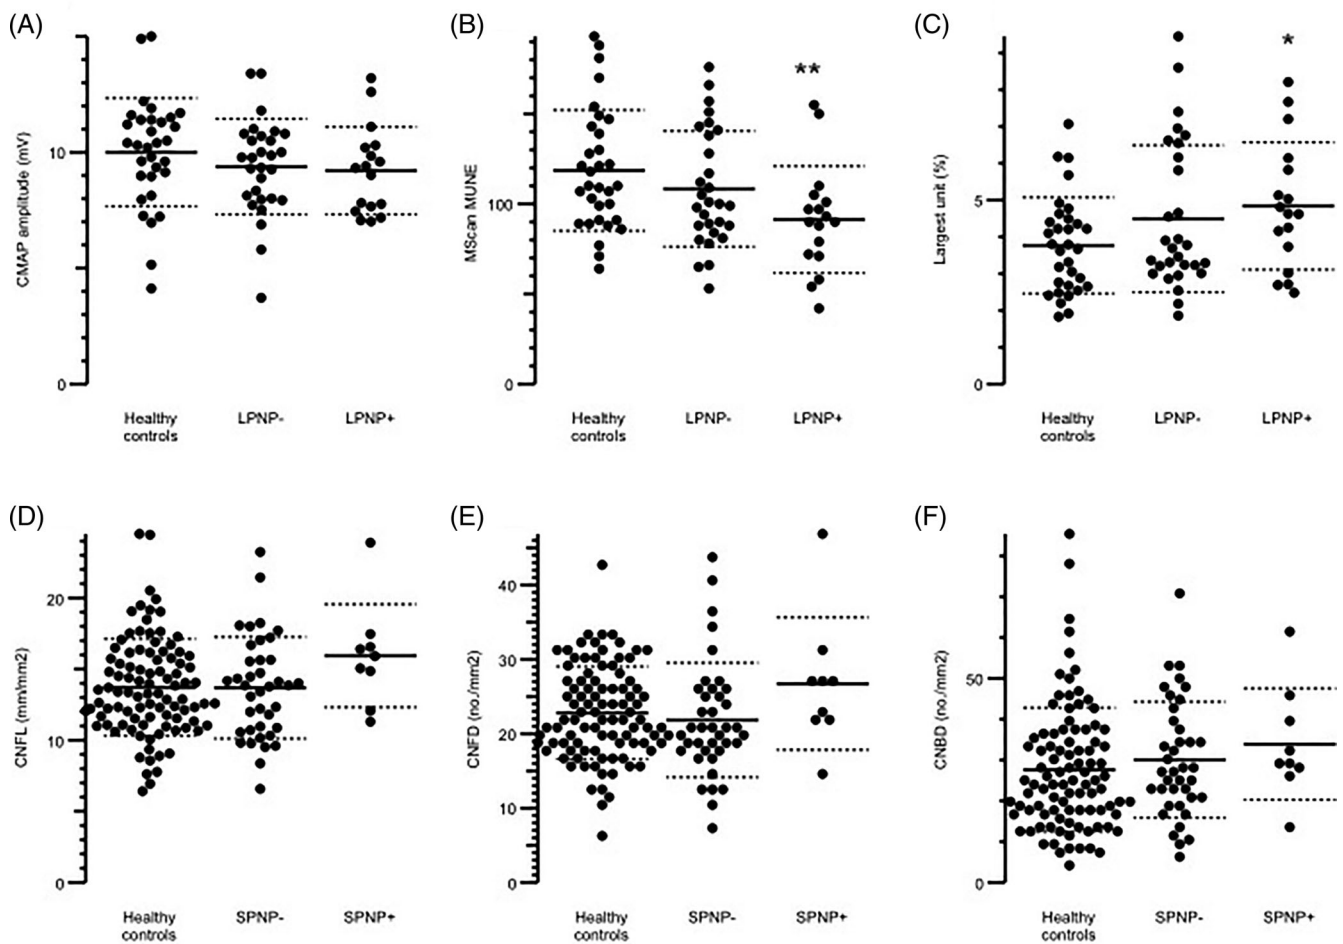 (A)
CMAP amplitude (mV)
10
0
Healthy
controls
LPNP-
LPNP+
(B)
MScan MUNE
100
0
**
Healthy
controls
LPNP-
LPNP+
(C)
Largest unit (%)
5
0
*
Healthy
controls
LPNP-
LPNP+
(D)
CNFL (mm/mm2)
20
10
0
Healthy
controls
SPNP-
SPNP+
(E)
CNFD (no./mm2)
40
30
20
10
0
Healthy
controls
SPNP-
SPNP+
(F)
CNBD (no./mm2)
50
0
Healthy
controls
SPNP-
SPNP+